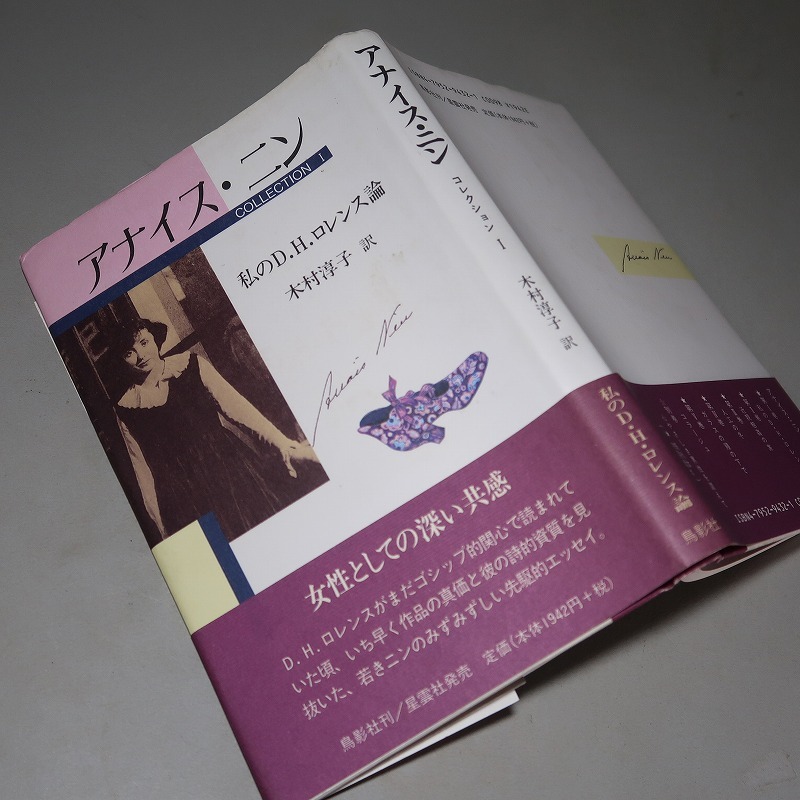 アナイス・ニン
COLLECTION I
私のD.H.ロレンス論
木村淳子 訳
Anaïs Nin
女性としての深い共感
D.H.ロレンスがまだゴシップ的関心で読まれて
いた頃、いち早く作品の真価と彼の詩的資質を見
抜いた、若きニンのみずみずしい先駆的エッセイ。
鳥影社刊/星雲社発売 定価(本体1942円+税)
アナイス・ニン
コレクション I
木村淳子 訳
私のD・H・ロレンス論
鳥影社
Anaïs Nin
ISBN4-7952-9432-1